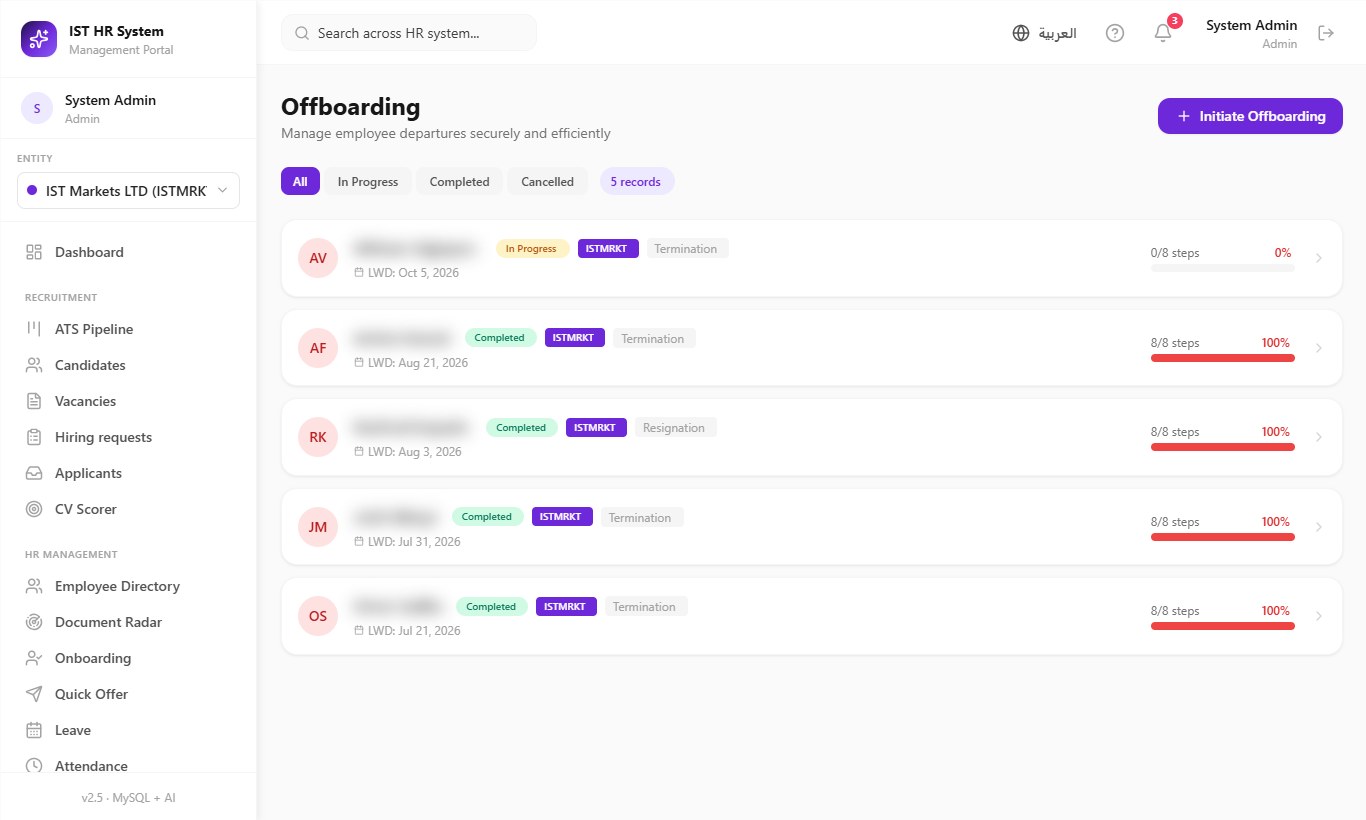 IST HR System
Management Portal
S
System Admin
Admin
ENTITY
IST Markets LTD (ISTMRK
Dashboard
RECRUITMENT
ATS Pipeline
Candidates
Vacancies
Hiring requests
Applicants
CV Scorer
HR MANAGEMENT
Employee Directory
Document Radar
Onboarding
Quick Offer
Leave
Attendance
v2.5 · MySQL + AI
Search across HR system...
العربية
3
System Admin
Admin
Offboarding
Manage employee departures securely and efficiently
Initiate Offboarding
All In Progress Completed Cancelled 5 records
AV In Progress ISTMRKT Termination
LWD: Oct 5, 2026
0/8 steps 0%
AF Completed ISTMRKT Termination
LWD: Aug 21, 2026
8/8 steps 100%
RK Completed ISTMRKT Resignation
LWD: Aug 3, 2026
8/8 steps 100%
JM Completed ISTMRKT Termination
LWD: Jul 31, 2026
8/8 steps 100%
OS Completed ISTMRKT Termination
LWD: Jul 21, 2026
8/8 steps 100%